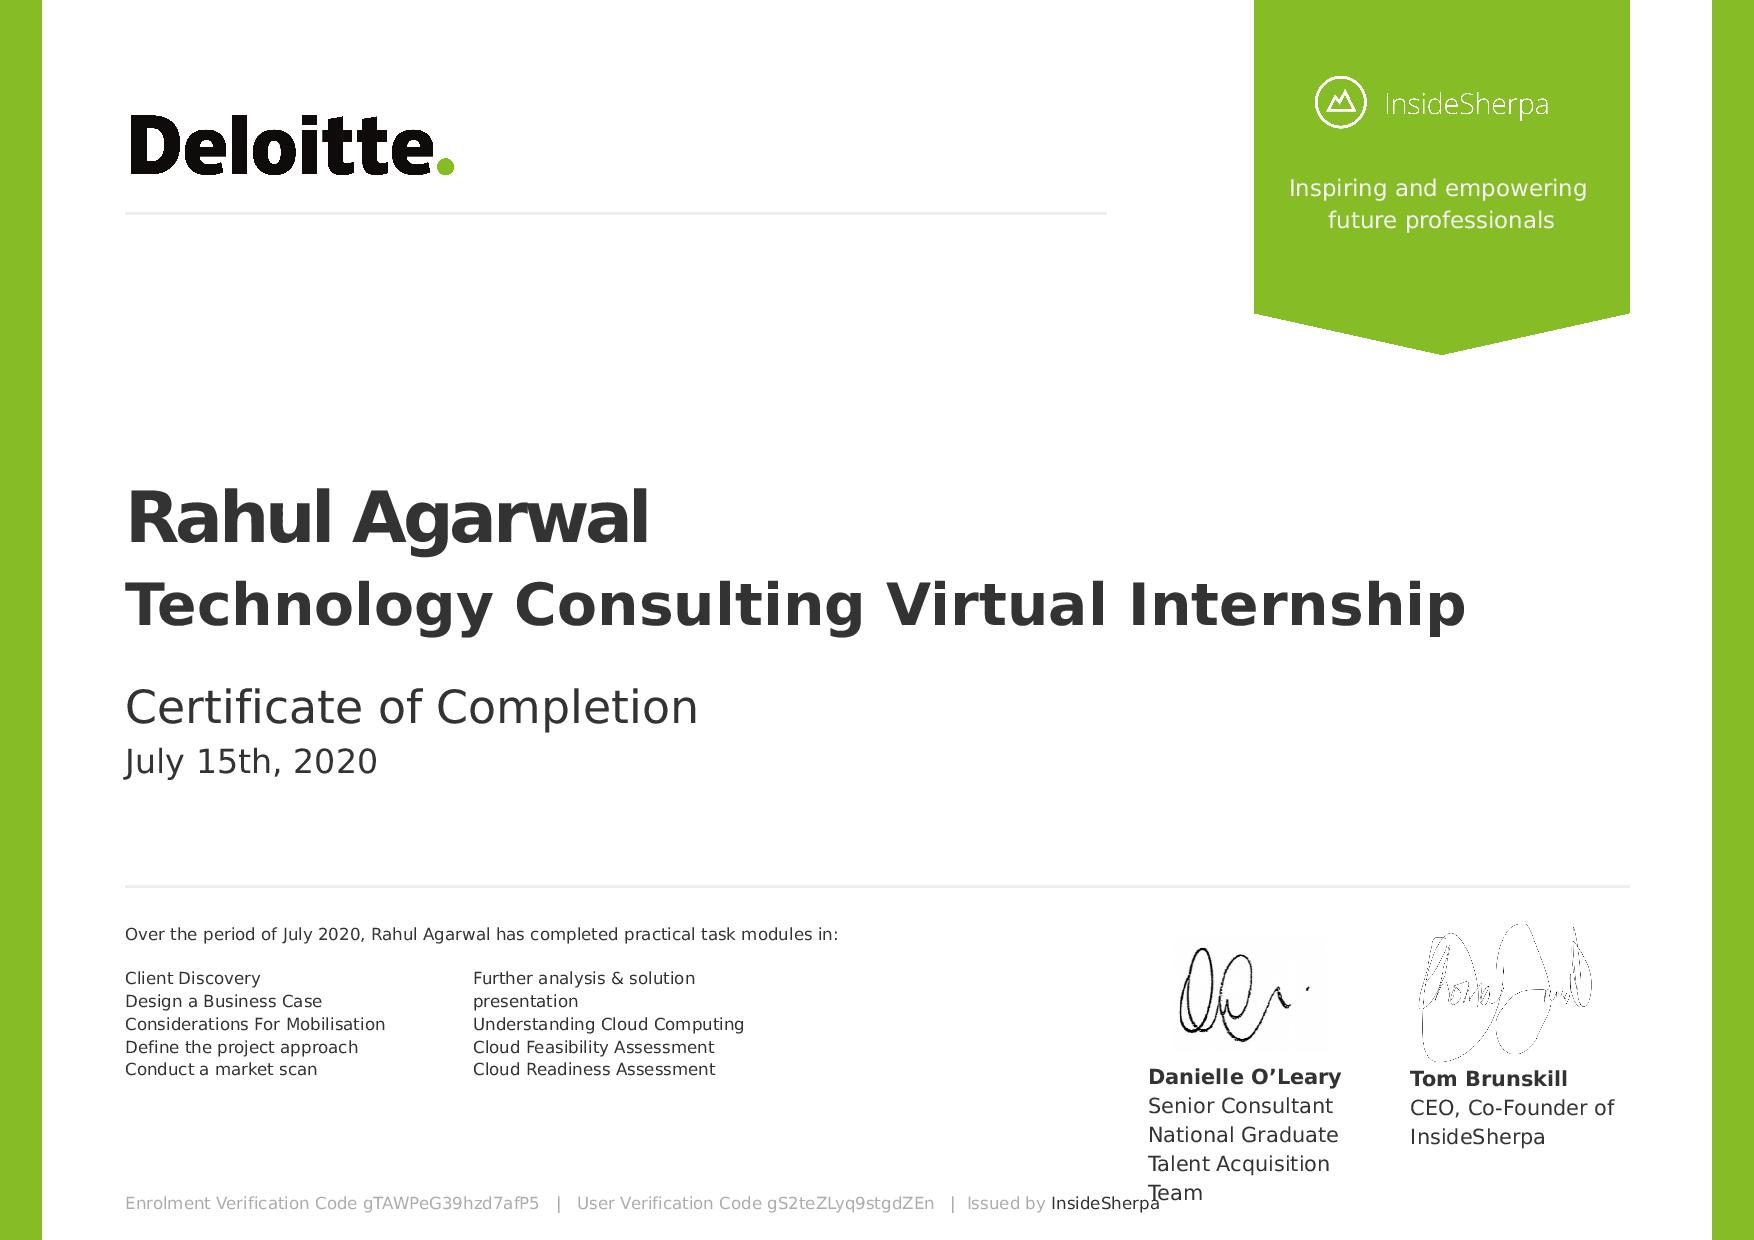 Deloitte.
InsideSherpa
Inspiring and empowering
future professionals
Rahul Agarwal
Technology Consulting Virtual Internship
Certificate of Completion
July 15th, 2020
Over the period of July 2020, Rahul Agarwal has completed practical task modules in:
Client Discovery
Design a Business Case
Considerations For Mobilisation
Define the project approach
Conduct a market scan
Further analysis & solution
presentation
Understanding Cloud Computing
Cloud Feasibility Assessment
Cloud Readiness Assessment
Danielle O’Leary
Senior Consultant
National Graduate
Talent Acquisition
Team
Tom Brunskill
CEO, Co-Founder of
InsideSherpa
Enrolment Verification Code gTAWPeG39hzd7afP5 | User Verification Code gS2teZLyq9stgdZEn | Issued by InsideSherpa